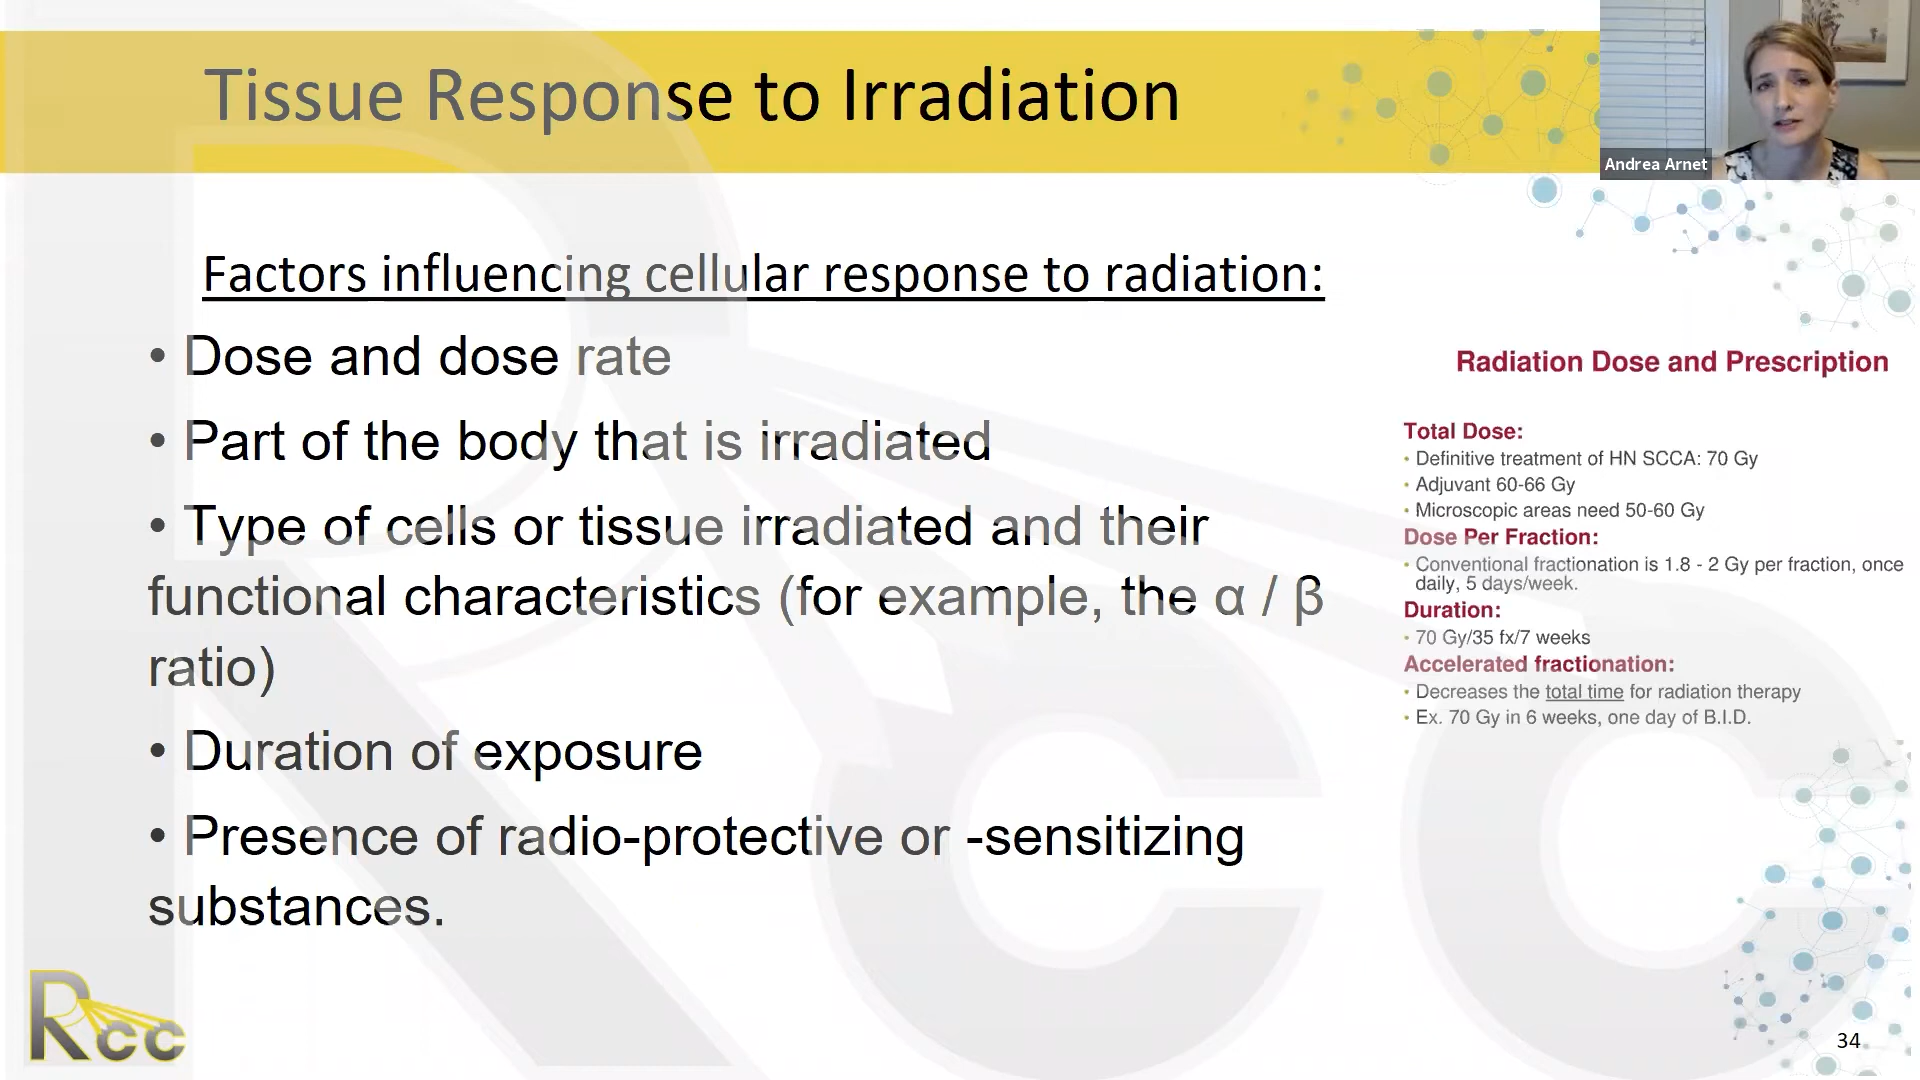 Tissue Response to Irradiation
Andrea Arnet
Factors influencing cellular response to radiation:
• Dose and dose rate
• Part of the body that is irradiated
• Type of cells or tissue irradiated and their
functional characteristics (for example, the α / β
ratio)
• Duration of exposure
• Presence of radio-protective or -sensitizing
substances.
Radiation Dose and Prescription
Total Dose:
• Definitive treatment of HN SCCA: 70 Gy
• Adjuvant 60-66 Gy
• Microscopic areas need 50-60 Gy
Dose Per Fraction:
• Conventional fractionation is 1.8 - 2 Gy per fraction, once
daily, 5 days/week.
Duration:
• 70 Gy/35 fx/7 weeks
Accelerated fractionation:
• Decreases the total time for radiation therapy
• Ex. 70 Gy in 6 weeks, one day of B.I.D.
Rcc
34